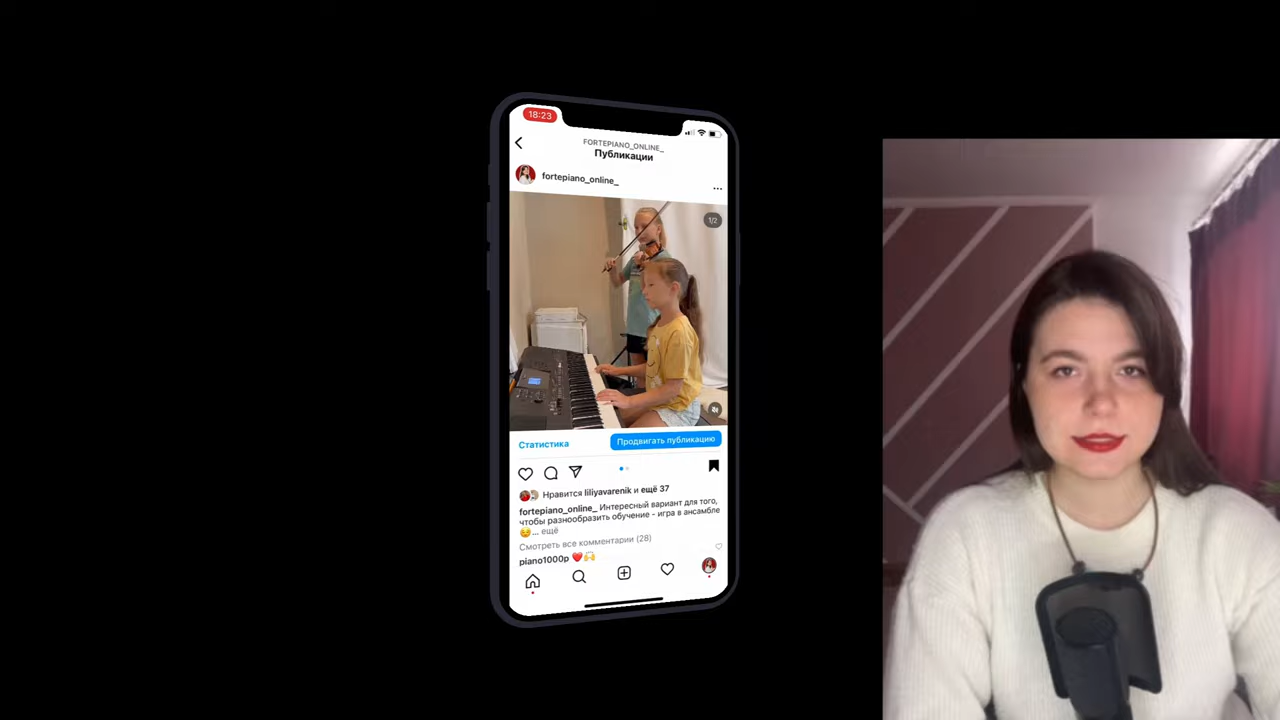 18:23
FORTEPIANO_ONLINE_
Публикации
fortepiano_online_
1/2
Статистика
Продвигать публикацию
Нравится liliyavarenik и ещё 37
fortepiano_online_ Интересный вариант для того,
чтобы разнообразить обучение - игра в ансамбле
😏... ещё
Смотреть все комментарии (28)
piano1000p ❤️🙌